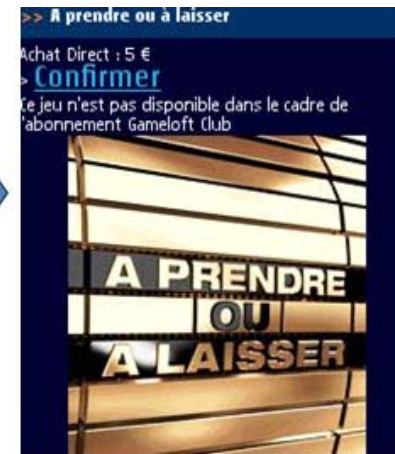 >> A prendre ou à laisser
Achat Direct : 5 €
> Confirmer
Ce jeu n'est pas disponible dans le cadre de
l'abonnement Gameloft Club
A PRENDRE
OU
A LAISSER